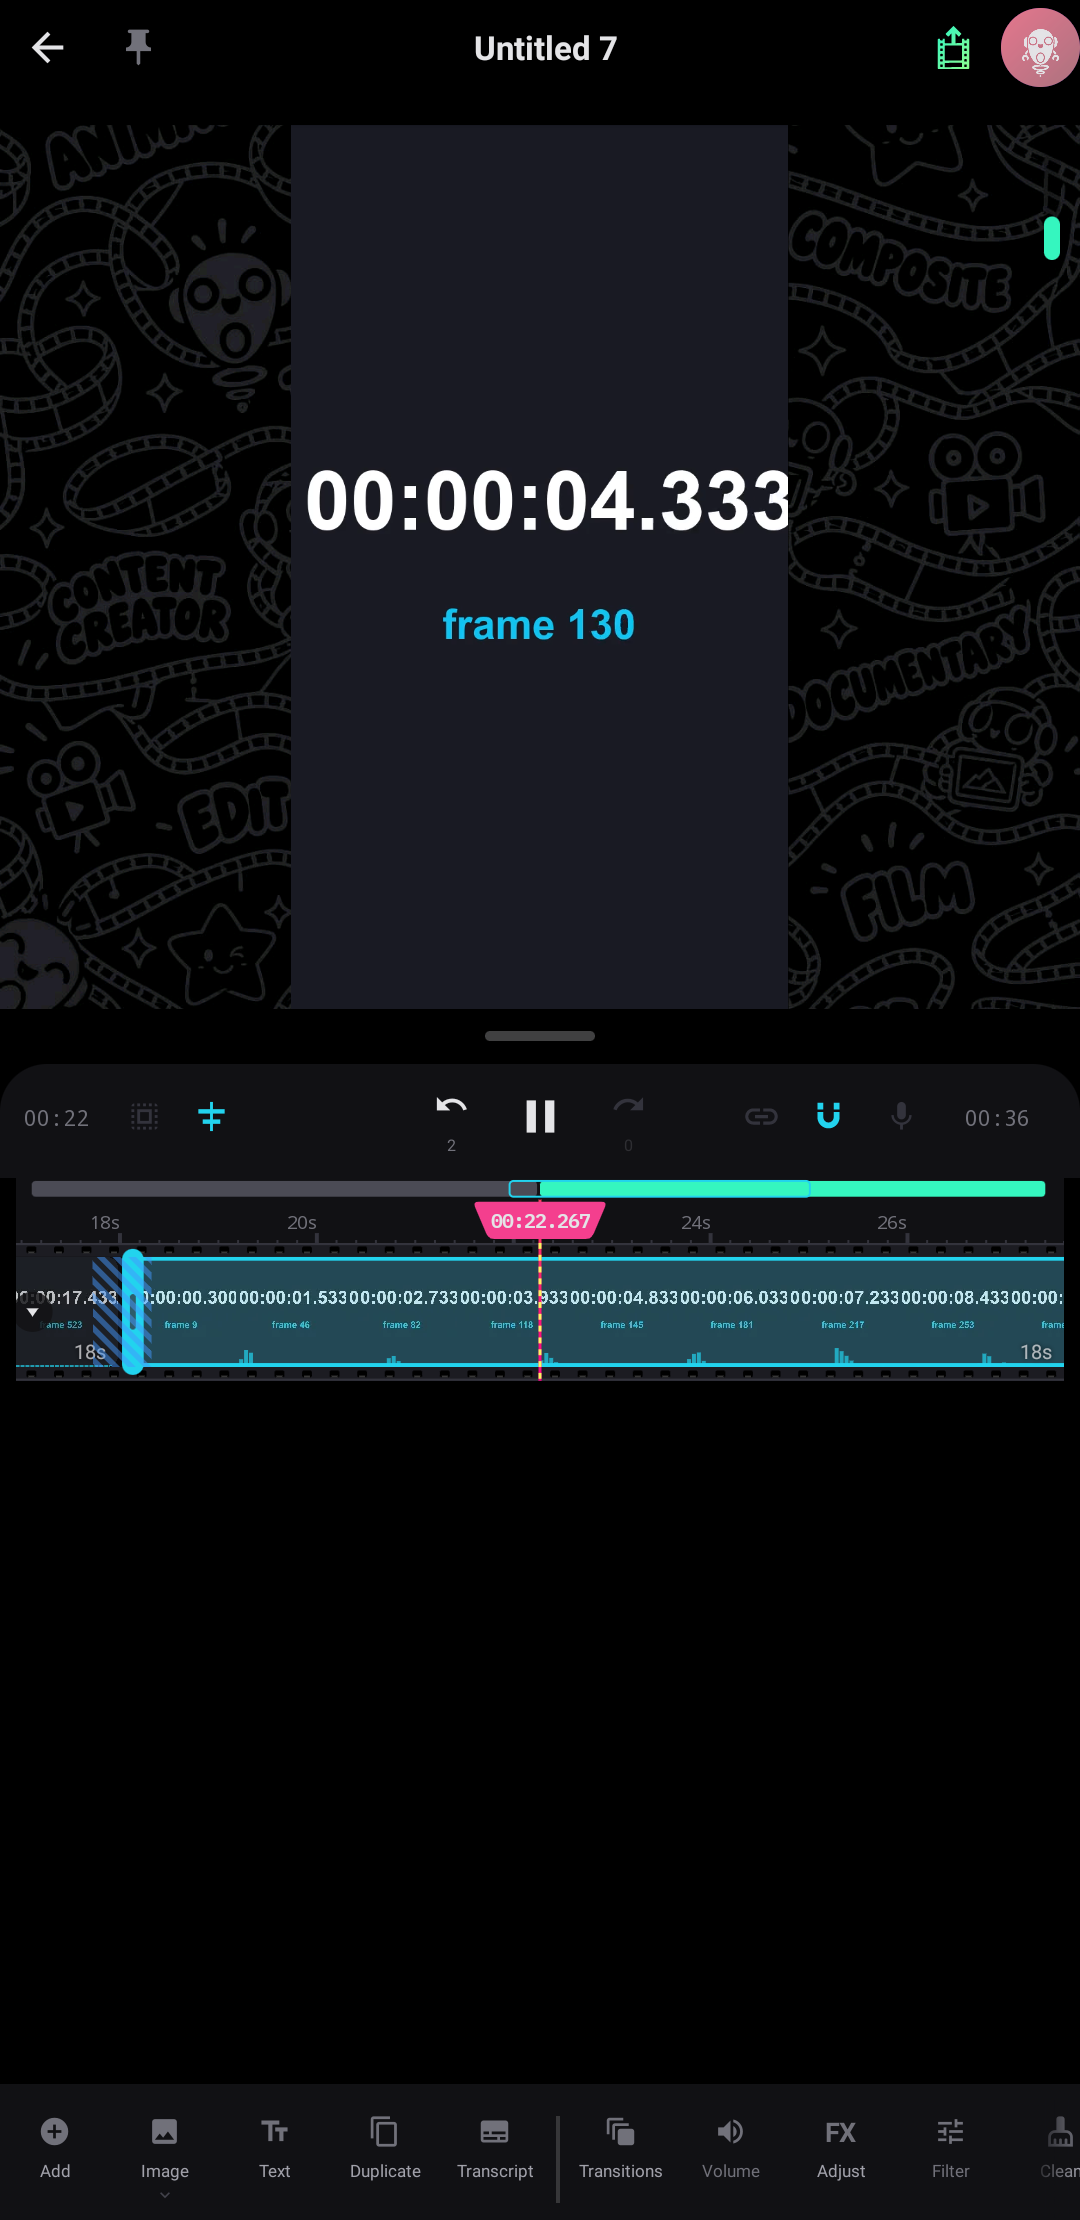 Untitled 7
ANIM
COMPOSITE
00:00:04.333
frame 130
CONTENT
CREATOR
DOCUMENTARY
EDIT
FILM
00:22
2
0
00:36
18s
20s
00:22.267
24s
26s
00:00:17.433
:00:00.300
00:00:01.533
00:00:02.733
00:00:03.933
00:00:04.833
00:00:06.033
00:00:07.233
00:00:08.433
00:00:
ame 523
frame 9
frame 46
frame 82
frame 118
frame 145
frame 181
frame 217
frame 253
frame
18s
18s
Add
Image
Text
Duplicate
Transcript
Transitions
Volume
FX
Adjust
Filter
Clean